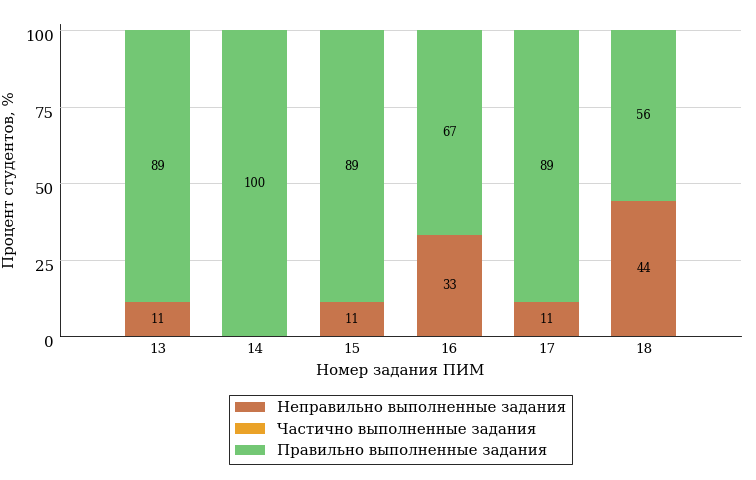 Процент студентов, %
100
75
50
25
0
89
100
89
67
89
56
11
11
33
11
44
13 14 15 16 17 18
Номер задания ПИМ
Неправильно выполненные задания
Частично выполненные задания
Правильно выполненные задания